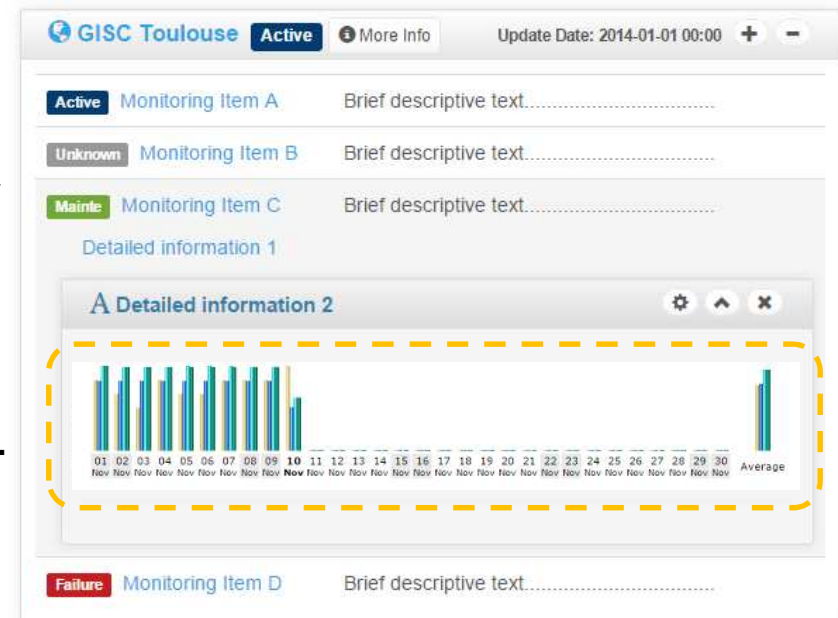 GISC Toulouse Active More Info Update Date: 2014-01-01 00:00
Active Monitoring Item A Brief descriptive text.................................
Unknown Monitoring Item B Brief descriptive text.................................
Mainte Monitoring Item C Brief descriptive text.................................
Detailed information 1
A Detailed information 2
01 02 03 04 05 06 07 08 09 10 11 12 13 14 15 16 17 18 19 20 21 22 23 24 25 26 27 28 29 30 Average
Nov Nov Nov Nov Nov Nov Nov Nov Nov Nov Nov Nov Nov Nov Nov Nov Nov Nov Nov Nov Nov Nov Nov Nov Nov Nov Nov Nov Nov Nov
Failure Monitoring Item D Brief descriptive text.................................